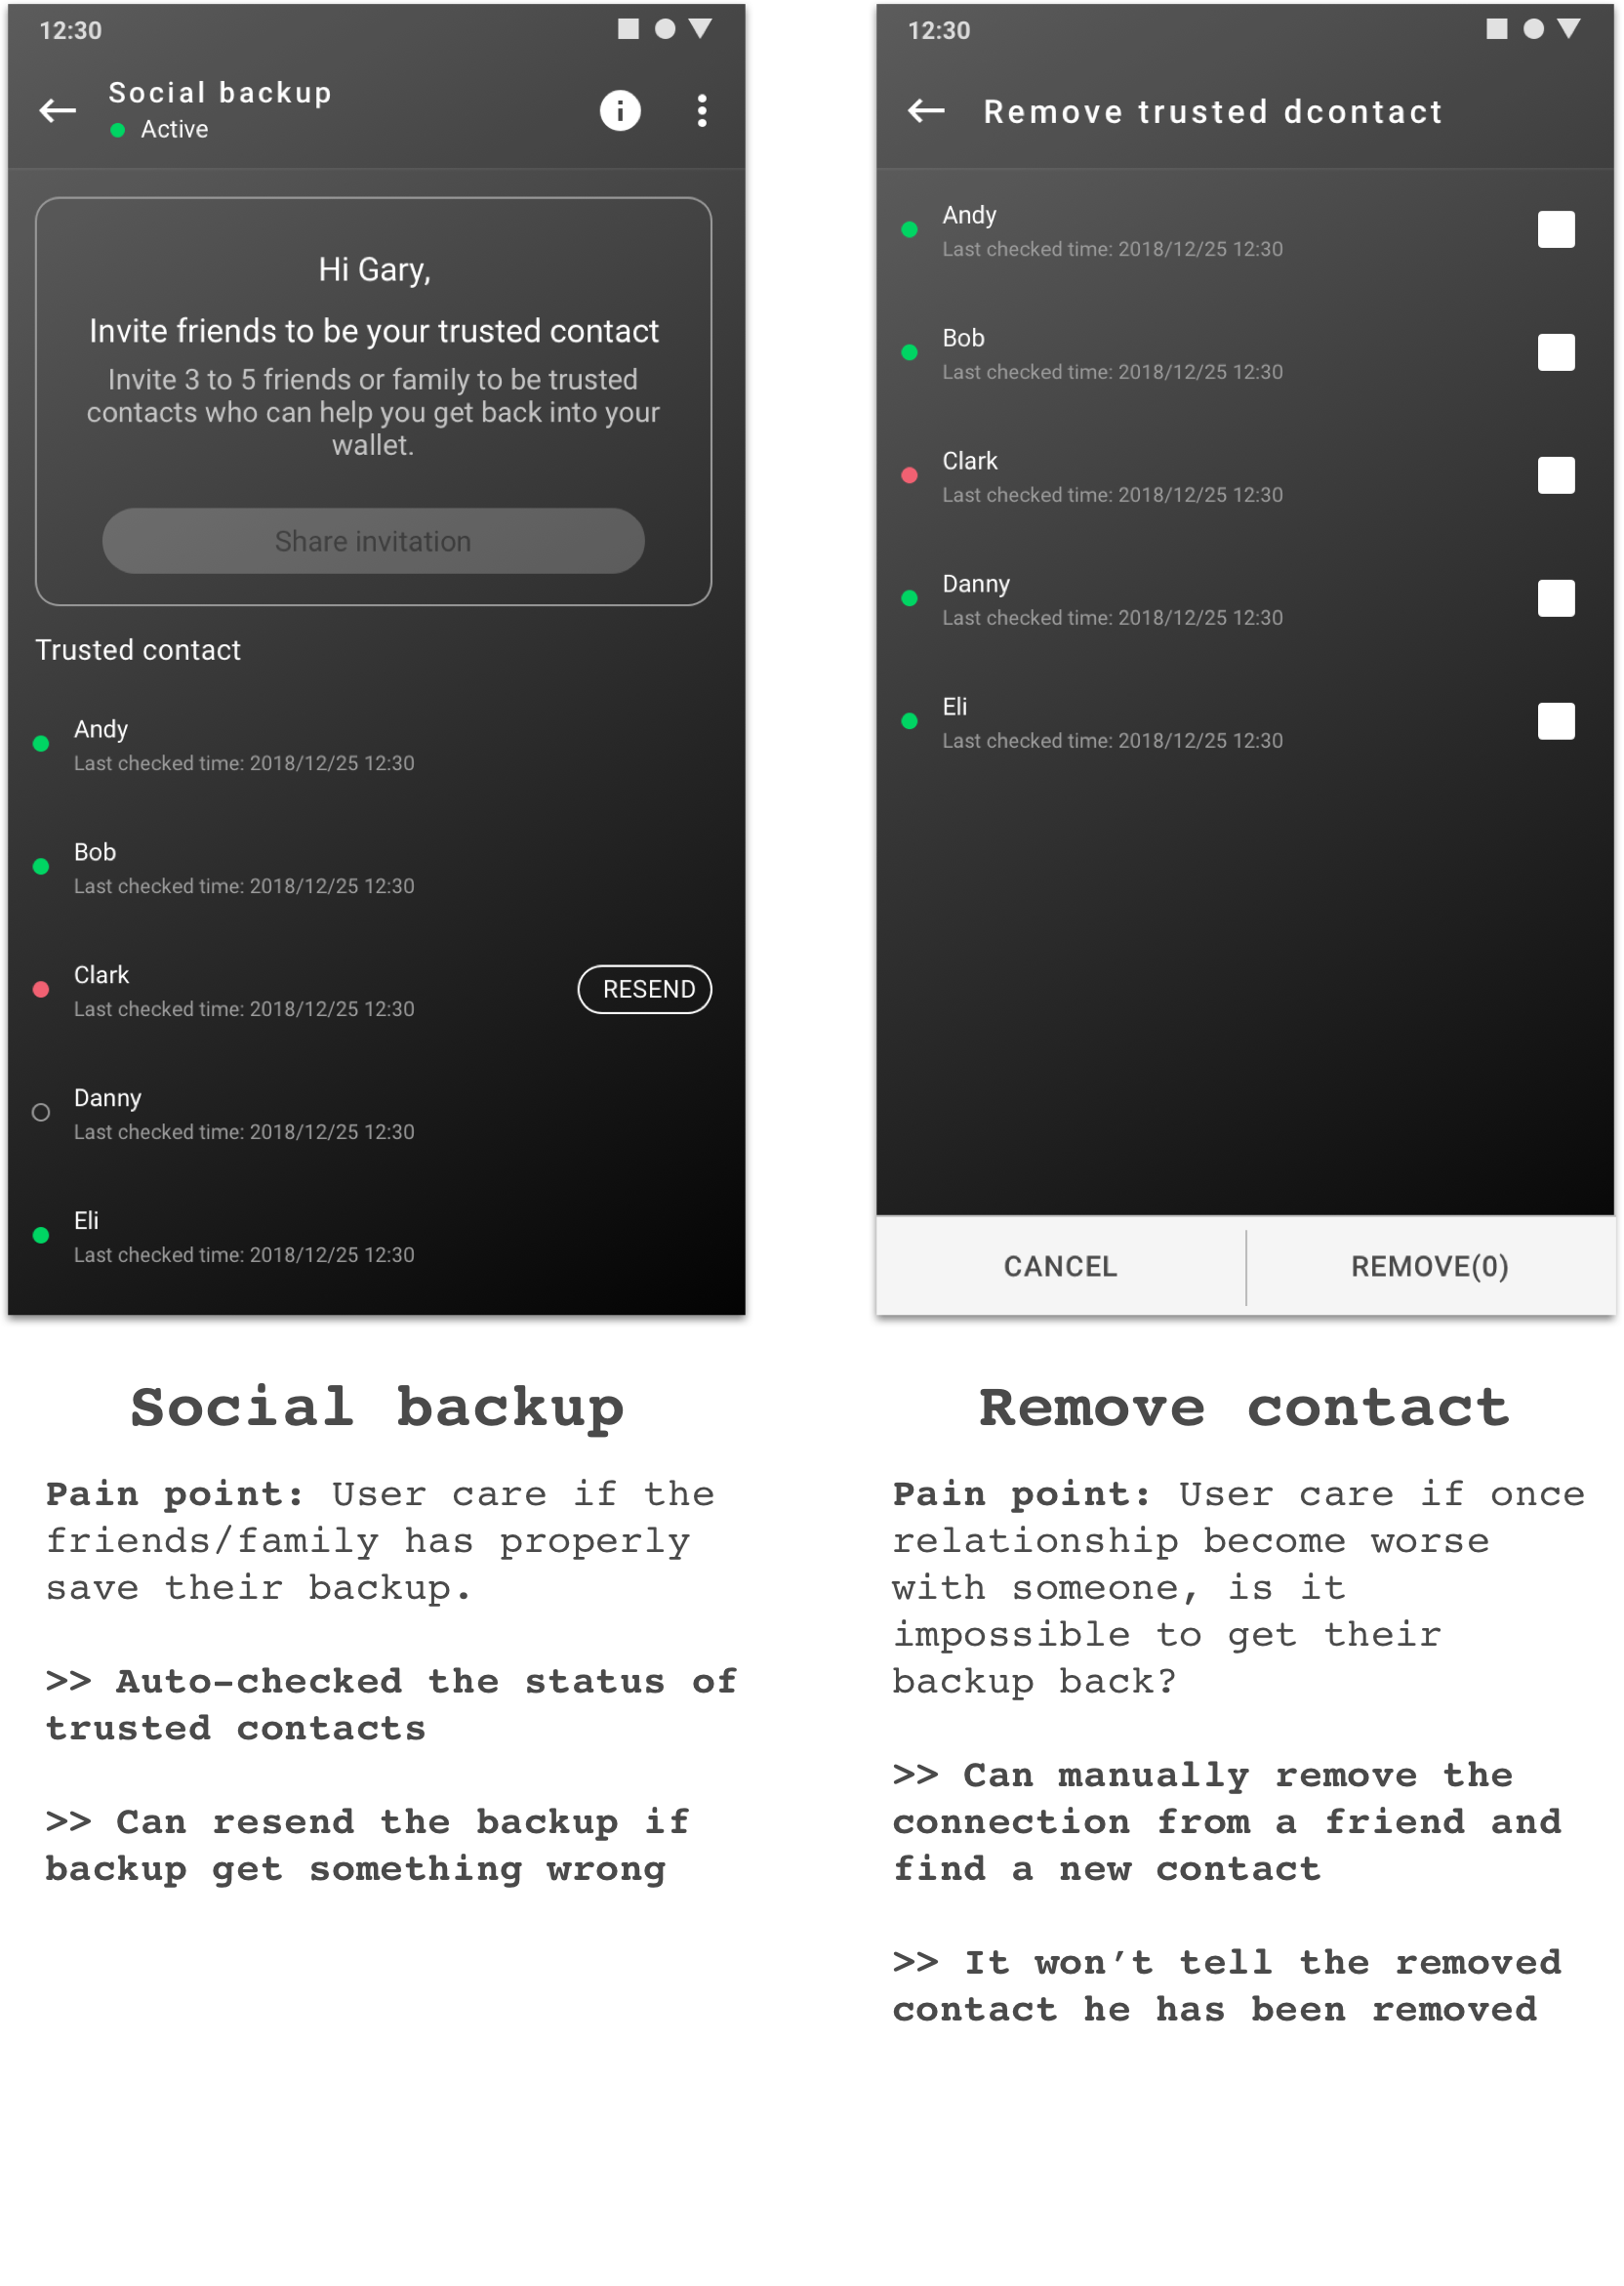 12:30
Social backup
Active
Hi Gary,
Invite friends to be your trusted contact
Invite 3 to 5 friends or family to be trusted
contacts who can help you get back into your
wallet.
Share invitation
Trusted contact
Andy
Last checked time: 2018/12/25 12:30
Bob
Last checked time: 2018/12/25 12:30
Clark
Last checked time: 2018/12/25 12:30
RESEND
Danny
Last checked time: 2018/12/25 12:30
Eli
Last checked time: 2018/12/25 12:30
Social backup
Pain point: User care if the
friends/family has properly
save their backup.
>> Auto-checked the status of
trusted contacts
>> Can resend the backup if
backup get something wrong
12:30
Remove trusted dcontact
Andy
Last checked time: 2018/12/25 12:30
Bob
Last checked time: 2018/12/25 12:30
Clark
Last checked time: 2018/12/25 12:30
Danny
Last checked time: 2018/12/25 12:30
Eli
Last checked time: 2018/12/25 12:30
CANCEL
REMOVE(0)
Remove contact
Pain point: User care if once
relationship become worse
with someone, is it
impossible to get their
backup back?
>> Can manually remove the
connection from a friend and
find a new contact
>> It won’t tell the removed
contact he has been removed